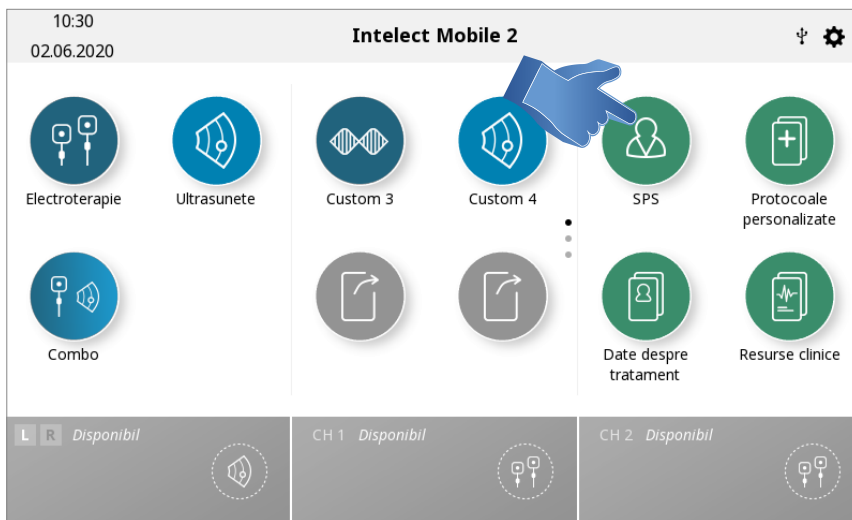 10:30
02.06.2020
Intelect Mobile 2
Electroterapie
Ultrasunete
Custom 3
Custom 4
SPS
Protocoale
personalizate
Combo
Date despre
tratament
Resurse clinice
L R Disponibil
CH 1 Disponibil
CH 2 Disponibil